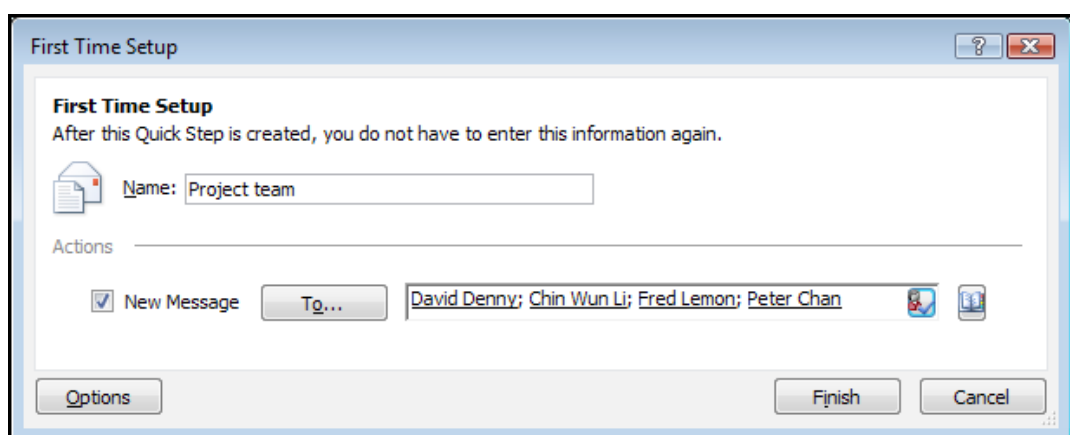 First Time Setup
First Time Setup
After this Quick Step is created, you do not have to enter this information again.
Name: Project team
Actions
New Message To... David Denny; Chin Wun Li; Fred Lemon; Peter Chan
Options Finish Cancel